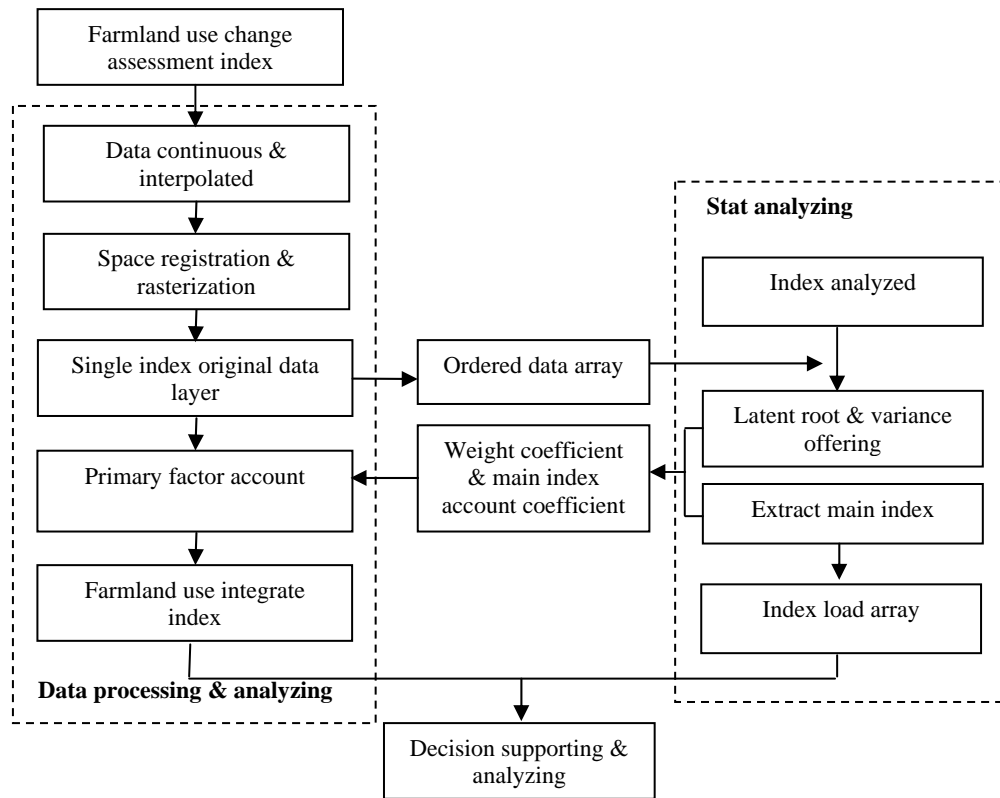 Farmland use change
assessment index
Data continuous &
interpolated
Space registration &
rasterization
Single index original data
layer
Primary factor account
Farmland use integrate
index
Data processing & analyzing
Ordered data array
Weight coefficient
& main index
account coefficient
Stat analyzing
Index analyzed
Latent root & variance
offering
Extract main index
Index load array
Decision supporting &
analyzing